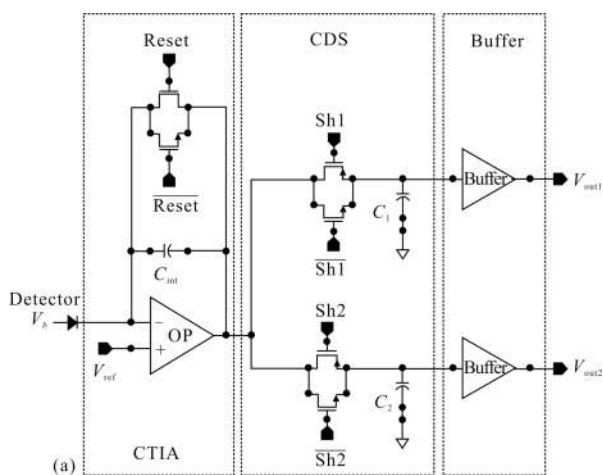 Reset
CDS
Buffer
Sh1
Reset
Buffer
Vout1
C1
Cint
Sh1
Detector
Vb
−
OP
+
Vref
Sh2
Buffer
Vout2
C2
(a)
CTIA
Sh2